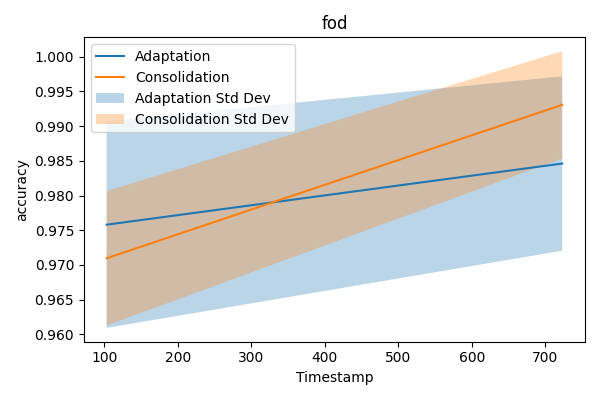 fod
Adaptation
Consolidation
Adaptation Std Dev
Consolidation Std Dev
accuracy
1.000
0.995
0.990
0.985
0.980
0.975
0.970
0.965
0.960
100 200 300 400 500 600 700
Timestamp